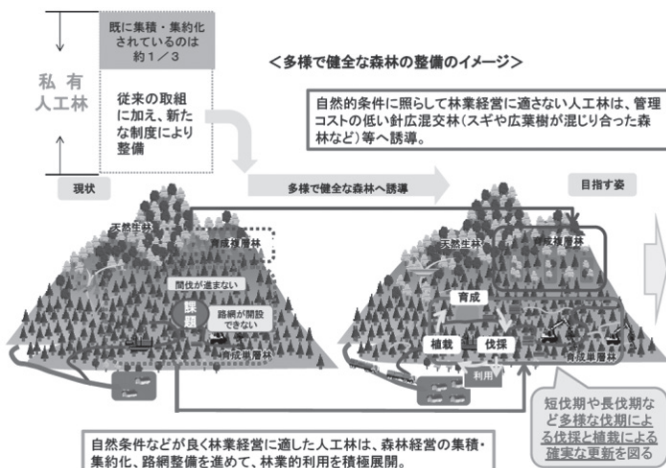 既に集積・集約化
されているのは
約1/3
私 有
人工林
従来の取組
に加え、新た
な制度により
整備
<多様で健全な森林の整備のイメージ>
自然的条件に照らして林業経営に適さない人工林は、管理
コストの低い針広混交林(スギや広葉樹が混じり合った森
林など)等へ誘導。
現状
多様で健全な森林へ誘導
目指す姿
天然生林
育成複層林
間伐が進まない
課題
路網が開設
できない
育成単層林
天然生林
育成複層林
育成
植栽
伐採
利用
育成単層林
短伐期や長伐期な
ど多様な伐期によ
る伐採と植栽による
確実な更新を図る
自然条件などが良く林業経営に適した人工林は、森林経営の集積・
集約化、路網整備を進めて、林業的利用を積極展開。